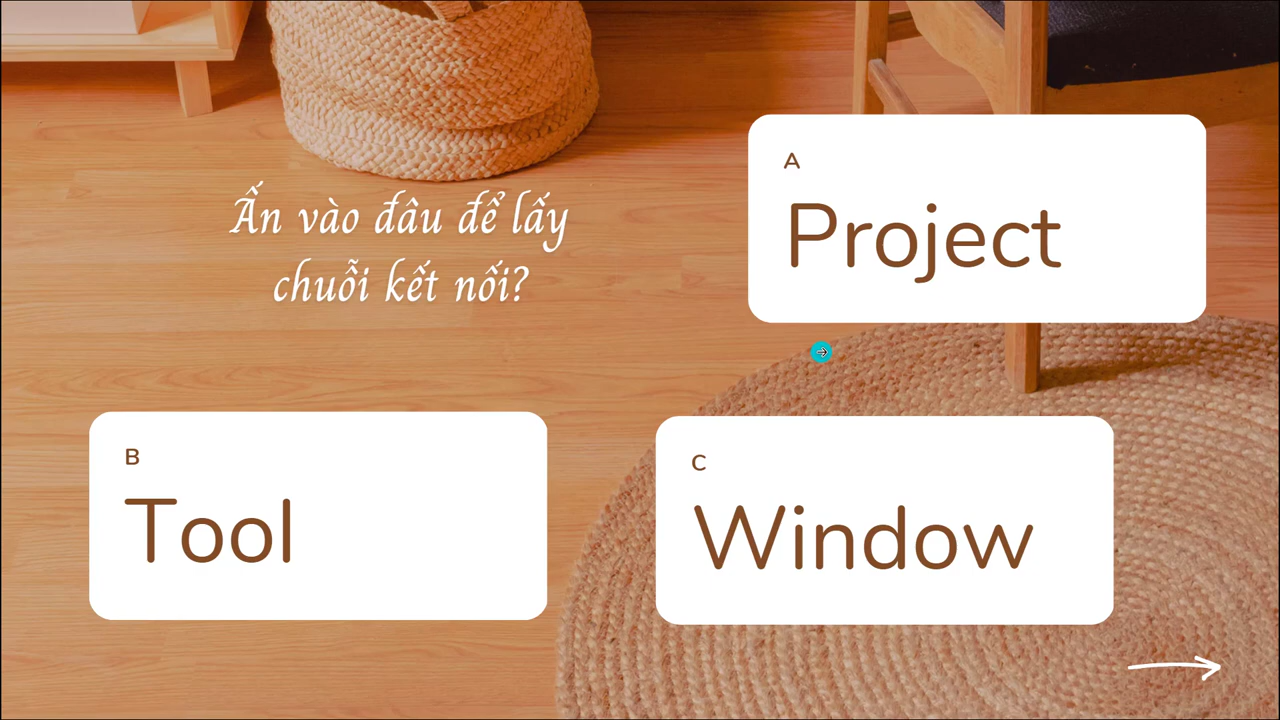 Ấn vào đâu để lấy
chuỗi kết nối?
A
Project
B
Tool
C
Window